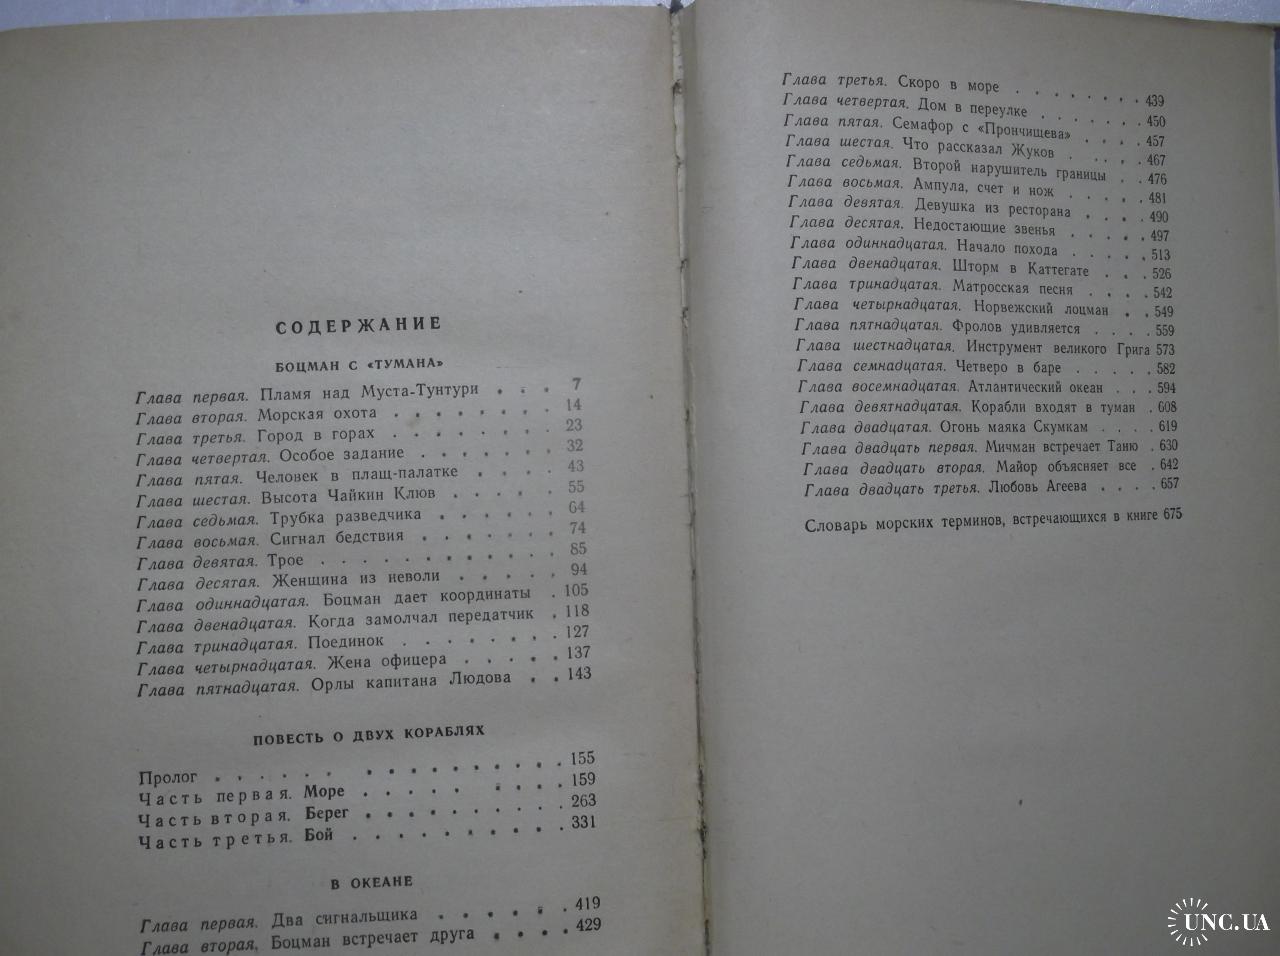 СОДЕРЖАНИЕ
БОЦМАН С «ТУМАНА»
Глава первая. Пламя над Муста-Тунтури . . . 7
Глава вторая. Морская охота . . . . . . . . 14
Глава третья. Город в горах . . . . . . . . 23
Глава четвертая. Особое задание . . . . . . . 32
Глава пятая. Человек в плащ-палатке . . . . 43
Глава шестая. Высота Чайкин Клюв . . . . . 55
Глава седьмая. Трубка разведчика . . . . . . 64
Глава восьмая. Сигнал бедствия . . . . . . . 74
Глава девятая. Трое . . . . . . . . . . . . 85
Глава десятая. Женщина из неволи . . . . . 94
Глава одиннадцатая. Боцман дает координаты . 105
Глава двенадцатая. Когда замолчал передатчик . 118
Глава тринадцатая. Поединок . . . . . . . . 127
Глава четырнадцатая. Жена офицера . . . . . 137
Глава пятнадцатая. Орлы капитана Людова . . 143
ПОВЕСТЬ О ДВУХ КОРАБЛЯХ
Пролог . . . . . . . . . . . . . . . 155
Часть первая. Море . . . . . . . . . 159
Часть вторая. Берег . . . . . . . . . 263
Часть третья. Бой . . . . . . . . . . 331
В ОКЕАНЕ
Глава первая. Два сигнальщика . . . . . . 419
Глава вторая. Боцман встречает друга . . . . 429
Глава третья. Скоро в море . . . . . . . . 439
Глава четвертая. Дом в переулке . . . . . . . 450
Глава пятая. Семафор с «Прончищева» . . . . 457
Глава шестая. Что рассказал Жуков . . . . . 467
Глава седьмая. Второй нарушитель границы . . 476
Глава восьмая. Ампула, счет и нож . . . . . 481
Глава девятая. Девушка из ресторана . . . . 490
Глава десятая. Недостающие звенья . . . . . 497
Глава одиннадцатая. Начало похода . . . . . 513
Глава двенадцатая. Шторм в Каттегате . . . 526
Глава тринадцатая. Матросская песня . . . . 542
Глава четырнадцатая. Норвежский лоцман . . 549
Глава пятнадцатая. Фролов удивляется . . . . 559
Глава шестнадцатая. Инструмент великого Грига 573
Глава семнадцатая. Четверо в баре . . . . . 582
Глава восемнадцатая. Атлантический океан . 594
Глава девятнадцатая. Корабли входят в туман . 608
Глава двадцатая. Огонь маяка Скумкам . . . . 619
Глава двадцать первая. Мичман встречает Таню . 630
Глава двадцать вторая. Майор объясняет все . 642
Глава двадцать третья. Любовь Агеева . . . . 657
Словарь морских терминов, встречающихся в книге 675
UNC.UA